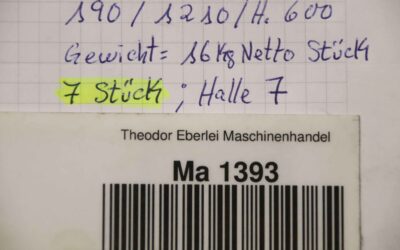 190 / 1210 / H. 600
Gewicht = 16 Kg Netto Stück
7 Stück ; Halle 7
Theodor Eberlei Maschinenhandel
Ma 1393